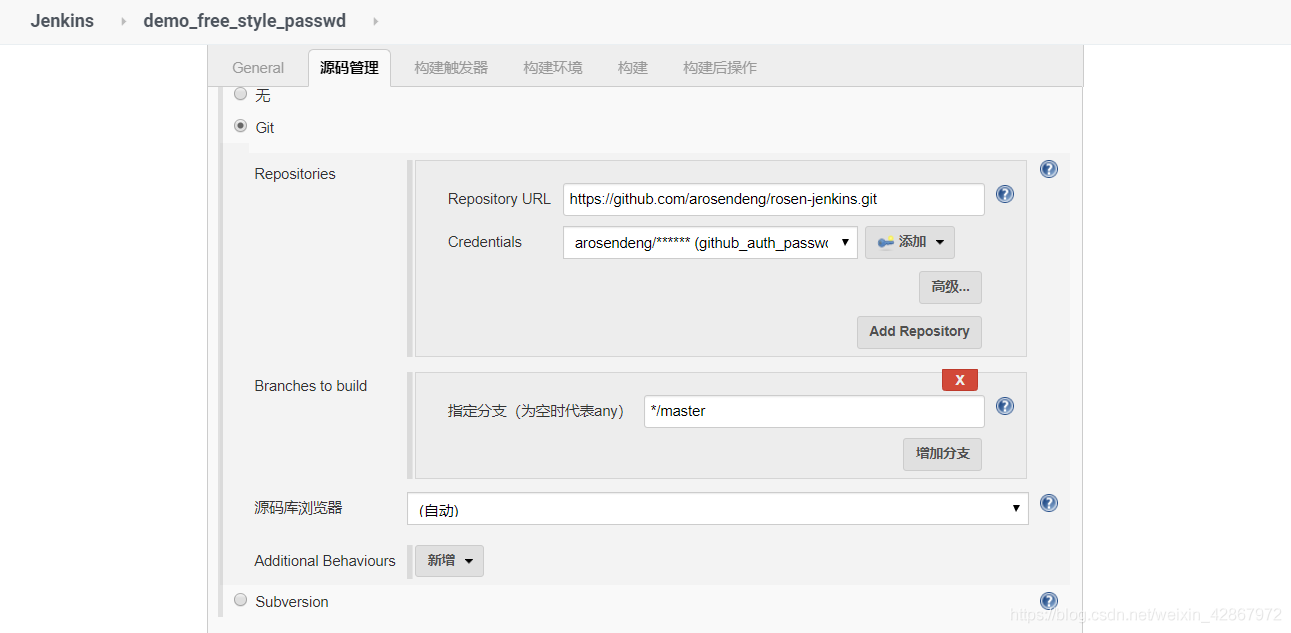 Jenkins demo_free_style_passwd
General 源码管理 构建触发器 构建环境 构建 构建后操作
无
Git
Repositories
Repository URL https://github.com/arosendeng/rosen-jenkins.git
Credentials arosendeng/****** (github_auth_passwd 添加
高级...
Add Repository
Branches to build
X
指定分支（为空时代表any） */master
增加分支
源码库浏览器 (自动)
Additional Behaviours 新增
Subversion
https://blog.csdn.net/weixin_42867972